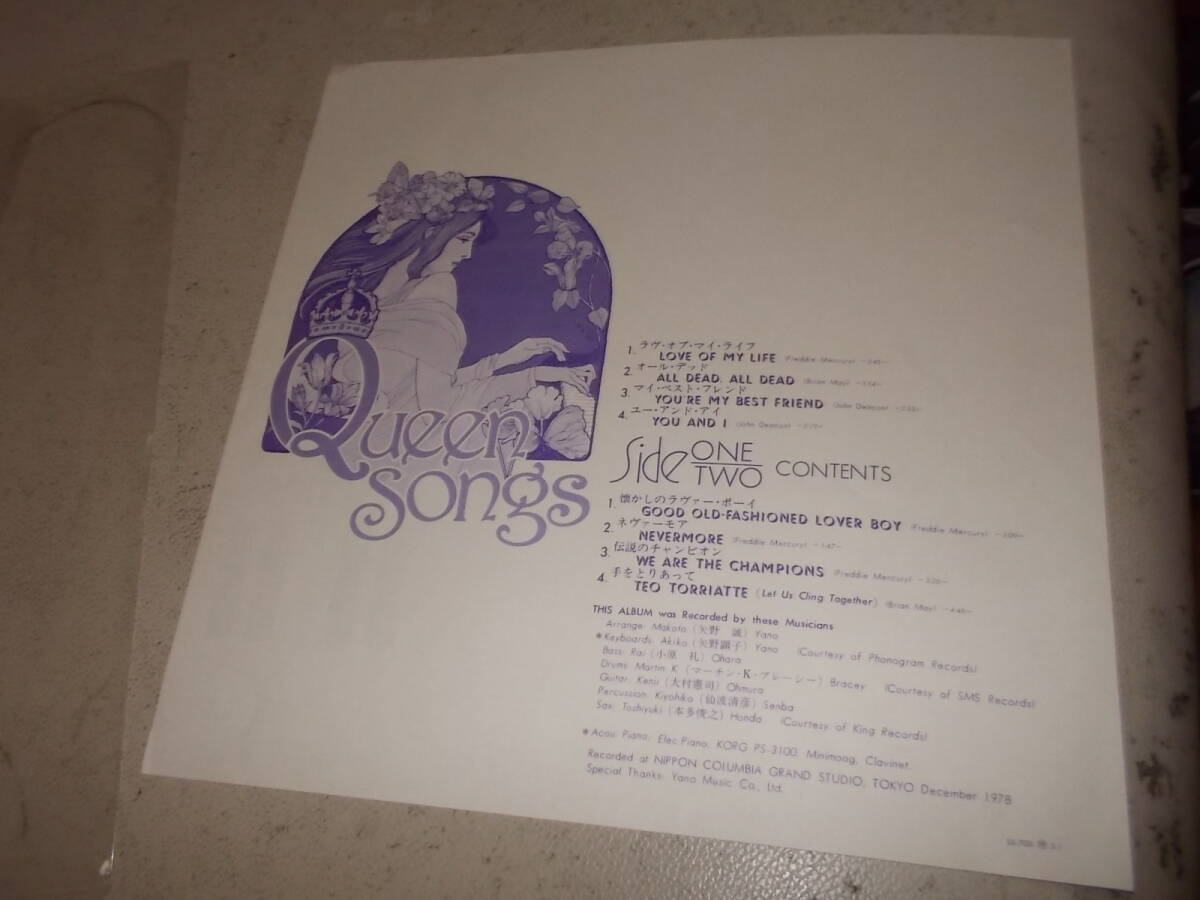 Queen
Songs
1. ラヴ・オブ・マイ・ライフ
LOVE OF MY LIFE (Freddie Mercury)
2. オール・デッド
ALL DEAD, ALL DEAD (Brian May)
3. マイ・ベスト・フレンド
YOU'RE MY BEST FRIEND (John Deacon)
4. ユー・アンド・アイ
YOU AND I (John Deacon)
Side ONE
TWO CONTENTS
1. 懐かしのラヴァー・ボーイ
GOOD OLD-FASHIONED LOVER BOY (Freddie Mercury)
2. ネヴァーモア
NEVERMORE (Freddie Mercury) —1:47—
3. 伝説のチャンピオン
WE ARE THE CHAMPIONS (Freddie Mercury)
4. 手をとりあって
TEO TORRIATTE (Let Us Cling Together) (Brian May)
THIS ALBUM was Recorded by these Musicians
Arrange: Makoto (矢野 誠) Yano
*Keyboards: Akiko (矢野顕子) Yano (Courtesy of Phonogram Records)
Bass: Rai (小原 礼) Ohara
Drums: Martin K (マーチン・K・ブレーシー) Bracey (Courtesy of SMS Records)
Guitar: Kenji (大村憲司) Ohmura
Percussion: Kiyohiko (仙波清彦) Senba
Sax: Toshiyuki (本多俊之) Honda (Courtesy of King Records)
*Acou. Piano, Elec. Piano, KORG PS-3100, Minimoog, Clavinet.
Recorded at NIPPON COLUMBIA GRAND STUDIO, TOKYO December 1978
Special Thanks: Yano Music Co., Ltd.